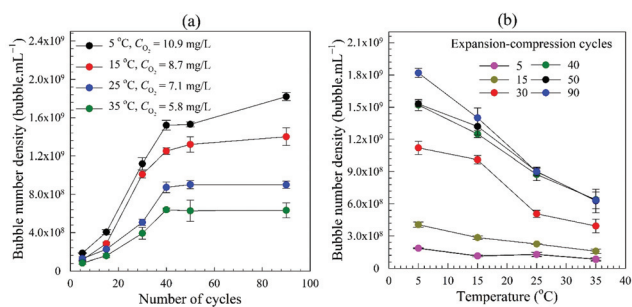 (a)
Bubble number density (bubble.mL⁻¹)
2.4x10⁹
2.0x10⁹
1.6x10⁹
1.2x10⁹
8.0x10⁸
4.0x10⁸
0
5 °C, C_O₂ = 10.9 mg/L
15 °C, C_O₂ = 8.7 mg/L
25 °C, C_O₂ = 7.1 mg/L
35 °C, C_O₂ = 5.8 mg/L
0 20 40 60 80 100
Number of cycles
(b)
Bubble number density (bubble.mL⁻¹)
2.1x10⁹
1.8x10⁹
1.5x10⁹
1.2x10⁹
9.0x10⁸
6.0x10⁸
3.0x10⁸
0
Expansion-compression cycles
5 40
15 50
30 90
0 5 10 15 20 25 30 35 40
Temperature (°C)